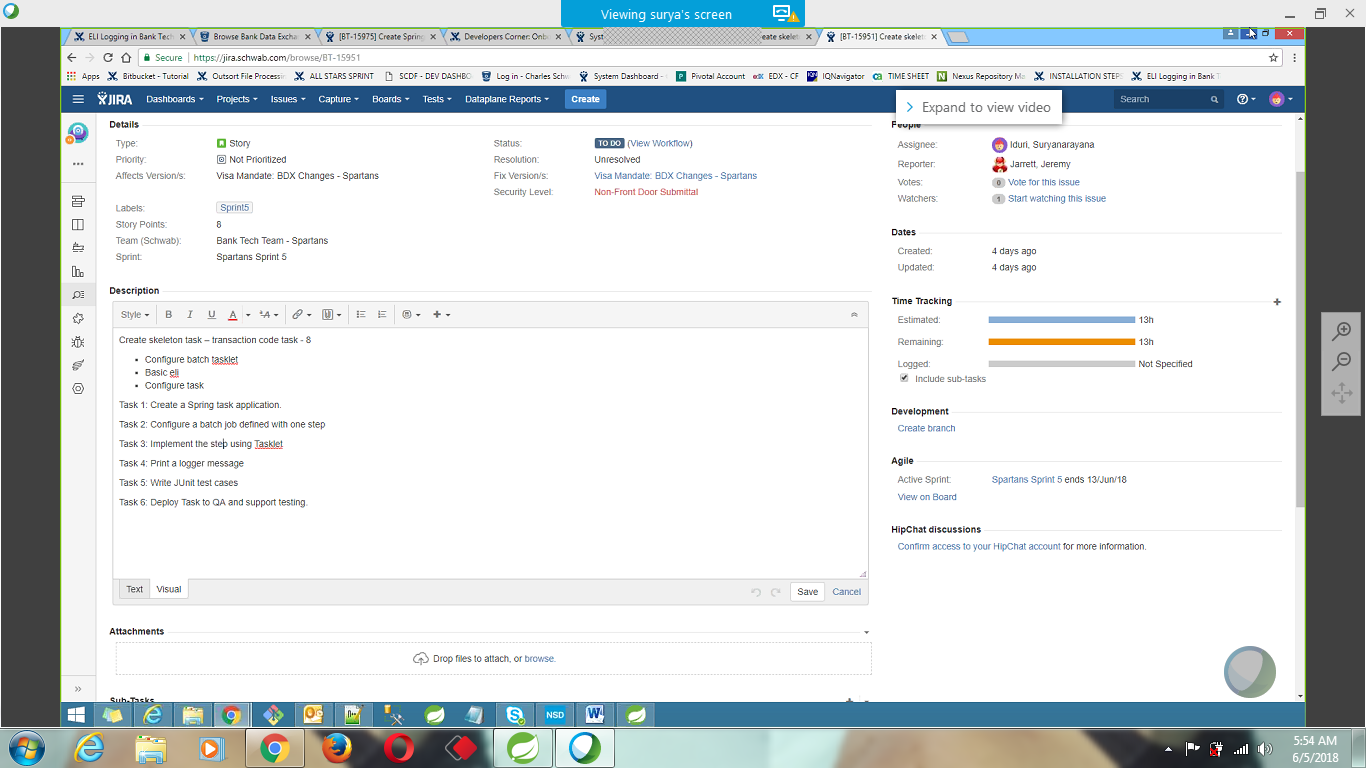 Viewing surya's screen
ELI Logging in Bank Tech
Browse Bank Data Excha
[BT-15975] Create Spring
Developers Corner: Onb
Syst
eate skelet
[BT-15951] Create skelet
Secure
https://jira.schwab.com/browse/BT-15951
Apps
Bitbucket - Tutorial
Outsort File Processin
ALL STARS SPRINT
SCDF - DEV DASHBO
Log in - Charles Schw
System Dashboard -
Pivotal Account
EDI - CF
IQNavigator
TIME SHEET
Nexus Repository Ma
INSTALLATION STEPS
ELI Logging in Bank T
JIRA
Dashboards
Projects
Issues
Capture
Boards
Tests
Dataplane Reports
Create
Expand to view video
Search
Details
Type: Story
Priority: Not Prioritized
Affects Version/s: Visa Mandate: BDX Changes - Spartans
Status: TO DO (View Workflow)
Resolution: Unresolved
Fix Version/s: Visa Mandate: BDX Changes - Spartans
Security Level: Non-Front Door Submittal
Labels: Sprint5
Story Points: 8
Team (Schwab): Bank Tech Team - Spartans
Sprint: Spartans Sprint 5
Description
Style
B I U A
Create skeleton task – transaction code task - 8
Configure batch tasklet
Basic eli
Configure task
Task 1: Create a Spring task application.
Task 2: Configure a batch job defined with one step
Task 3: Implement the step using Tasklet
Task 4: Print a logger message
Task 5: Write JUnit test cases
Task 6: Deploy Task to QA and support testing.
Text
Visual
Save
Cancel
Attachments
Drop files to attach, or browse.
Sub-Tasks
People
Assignee: Iduri, Suryanarayana
Reporter: Jarrett, Jeremy
Votes: 0 Vote for this issue
Watchers: 1 Start watching this issue
Dates
Created: 4 days ago
Updated: 4 days ago
Time Tracking
Estimated: 13h
Remaining: 13h
Logged: Not Specified
Include sub-tasks
Development
Create branch
Agile
Active Sprint: Spartans Sprint 5 ends 13/Jun/18
View on Board
HipChat discussions
Confirm access to your HipChat account for more information.
NSD
5:54 AM
6/5/2018